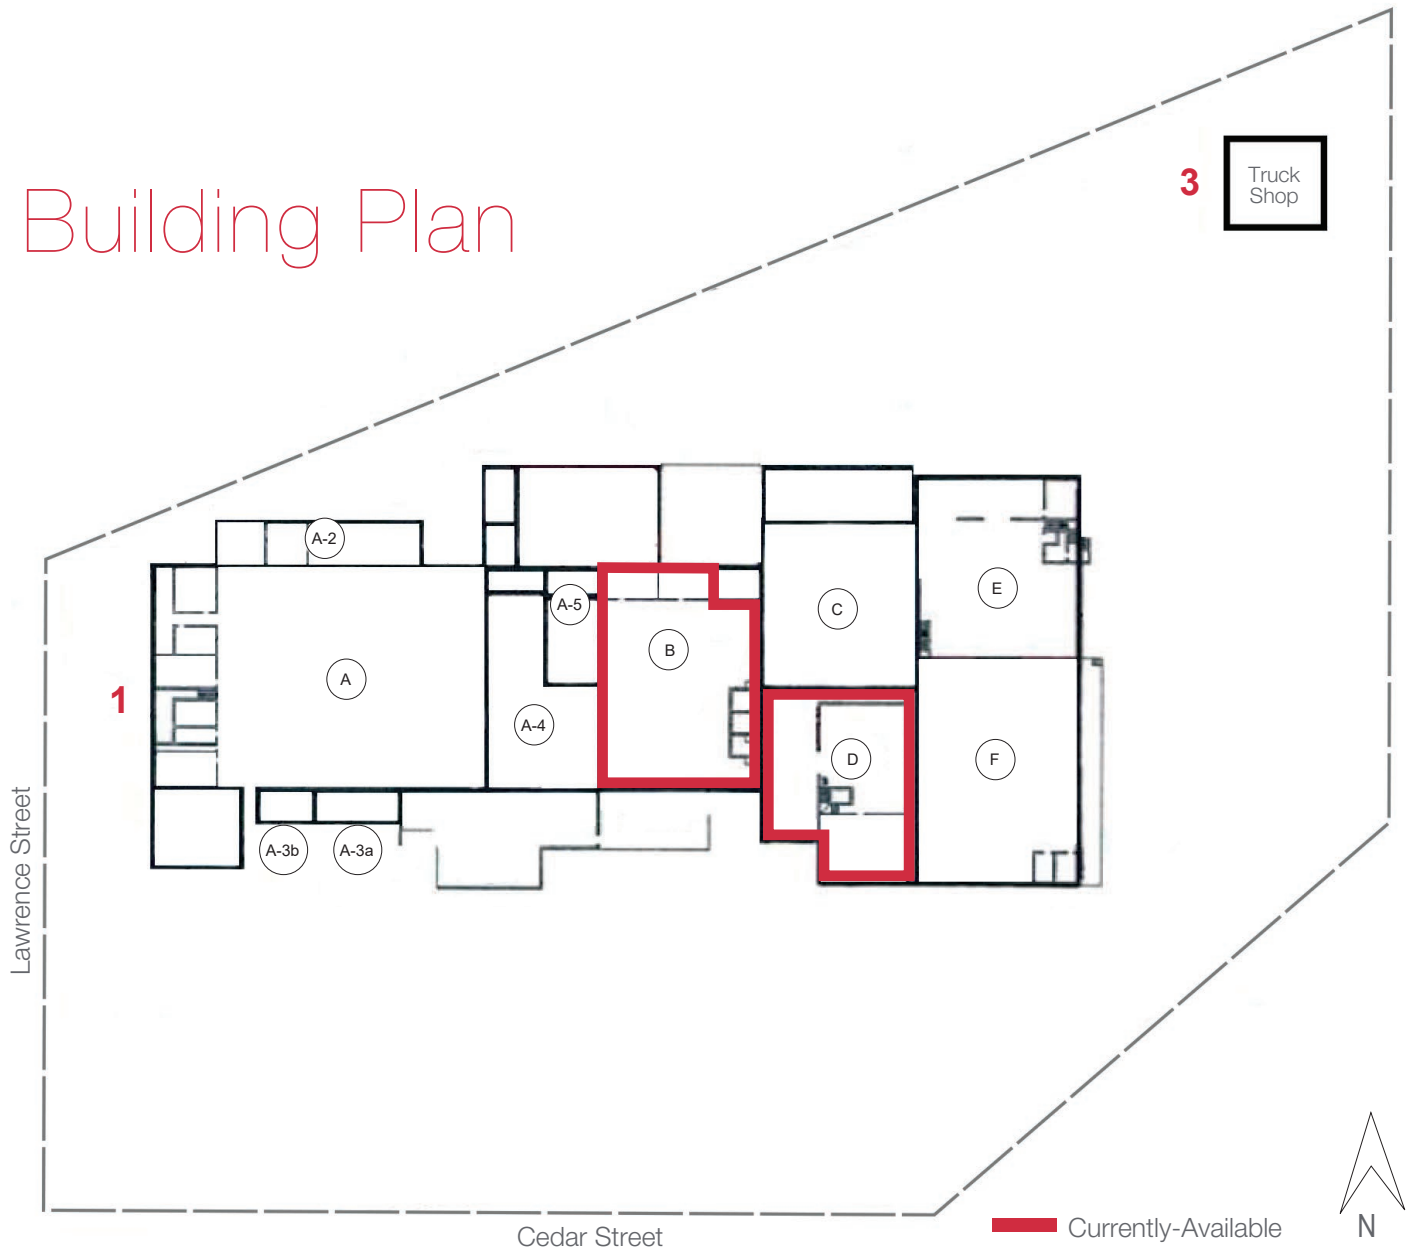 Building Plan
3
Truck
Shop
A-2
A-5
B
C
E
A
1
A-4
D
F
A-3b
A-3a
Lawrence Street
Cedar Street
Currently-Available
N